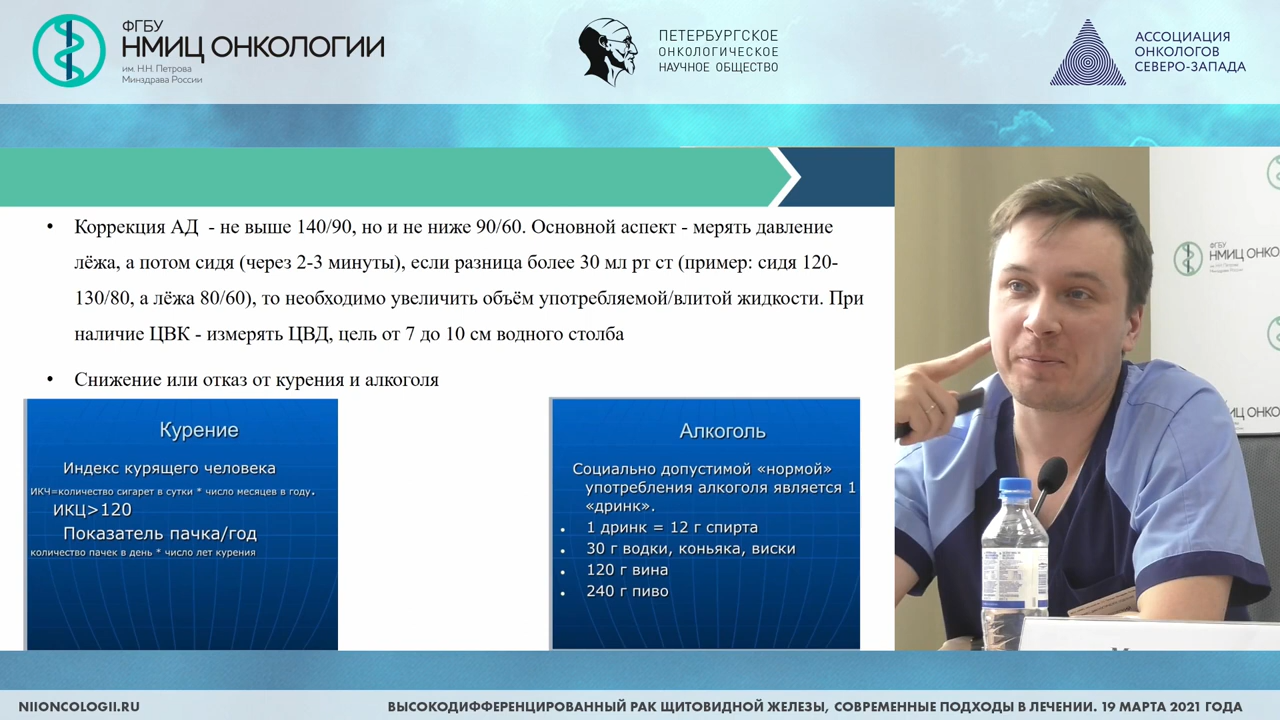 ФГБУ
НМИЦ ОНКОЛОГИИ
им. Н.Н. Петрова
Минздрава России
ПЕТЕРБУРГСКОЕ
ОНКОЛОГИЧЕСКОЕ
НАУЧНОЕ ОБЩЕСТВО
АССОЦИАЦИЯ
ОНКОЛОГОВ
СЕВЕРО-ЗАПАДА
• Коррекция АД - не выше 140/90, но и не ниже 90/60. Основной аспект - мерять давление
лёжа, а потом сидя (через 2-3 минуты), если разница более 30 мл рт ст (пример: сидя 120-
130/80, а лёжа 80/60), то необходимо увеличить объём употребляемой/влитой жидкости. При
наличие ЦВК - измерять ЦВД, цель от 7 до 10 см водного столба
• Снижение или отказ от курения и алкоголя
Курение
Индекс курящего человека
ИКЧ=количество сигарет в сутки * число месяцев в году.
ИКЦ>120
Показатель пачка/год
количество пачек в день * число лет курения
Алкоголь
Социально допустимой «нормой»
употребления алкоголя является 1
«дринк».
• 1 дринк = 12 г спирта
• 30 г водки, коньяка, виски
• 120 г вина
• 240 г пиво
ФГБУ
НМИЦ ОНКО
им. Н.Н. Петрова
Минздрава России
NIIONCOLOGII.RU
ВЫСОКОДИФФЕРЕНЦИРОВАННЫЙ РАК ЩИТОВИДНОЙ ЖЕЛЕЗЫ, СОВРЕМЕННЫЕ ПОДХОДЫ В ЛЕЧЕНИИ. 19 МАРТА 2021 ГОДА